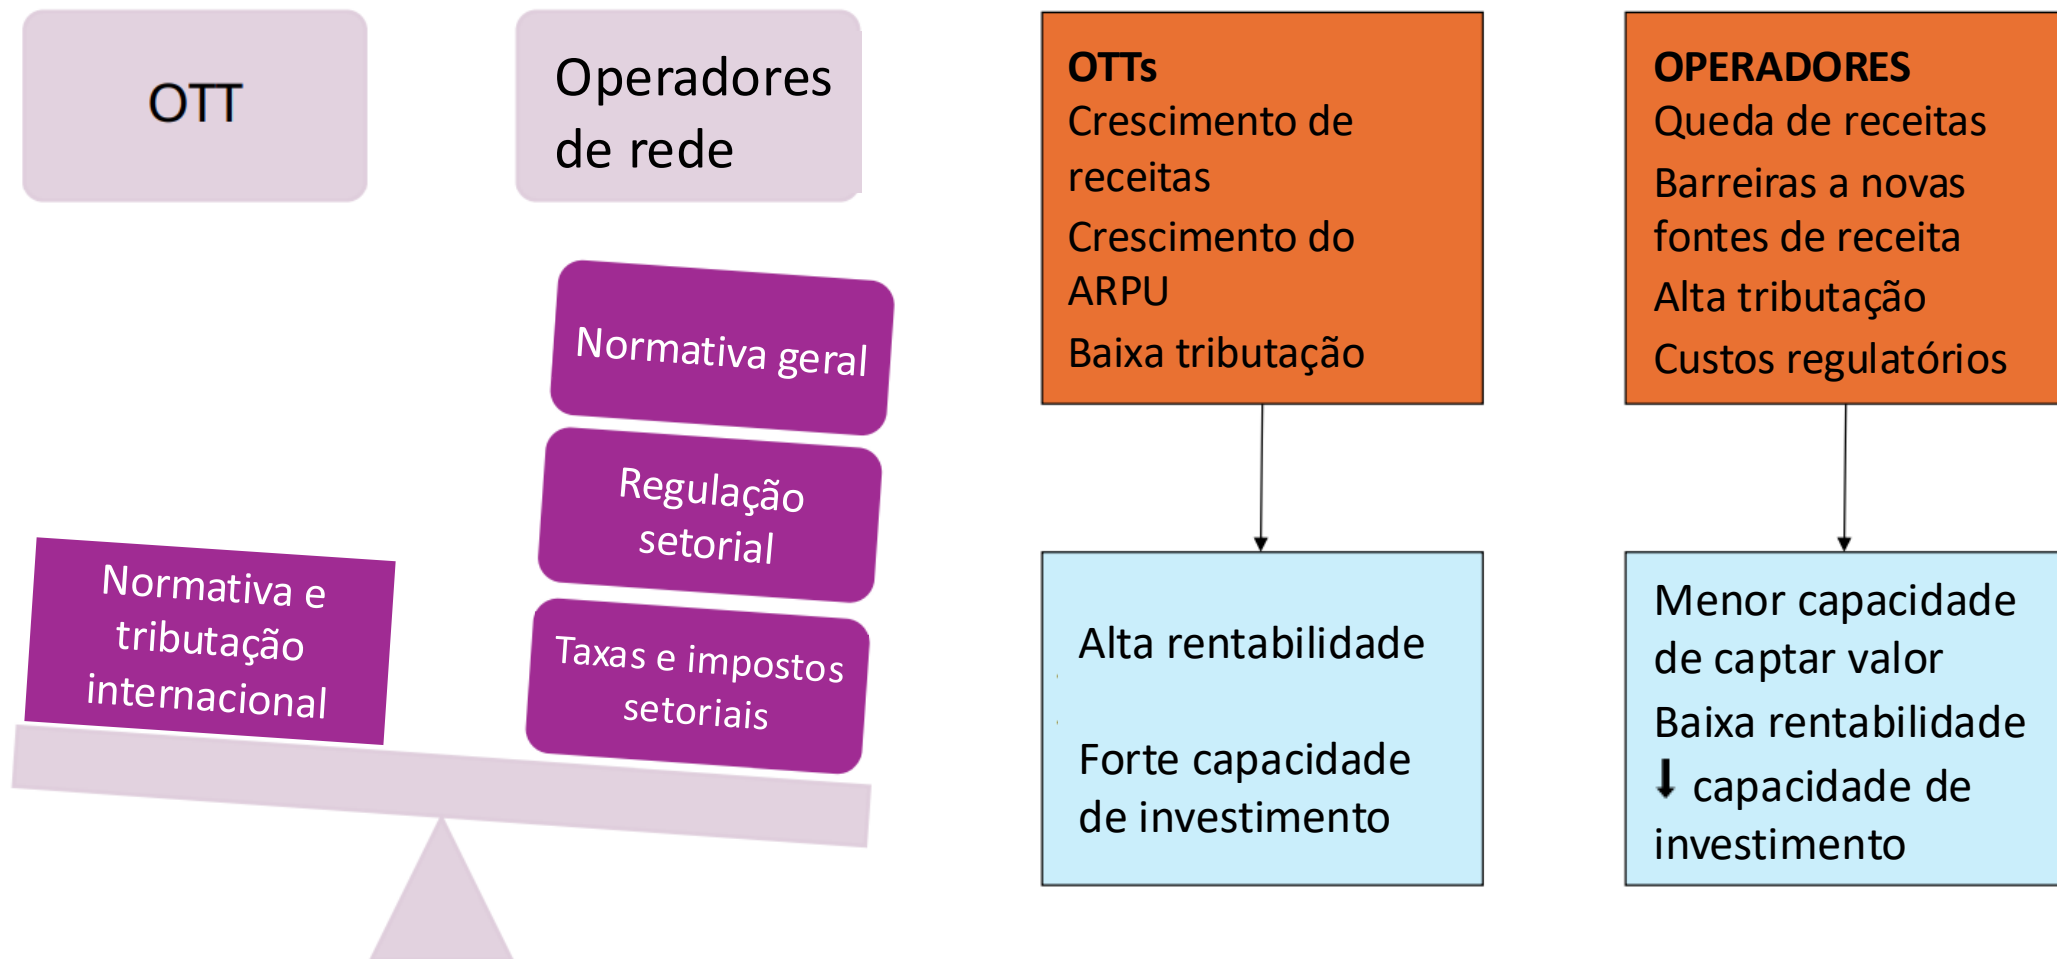 OTT
Operadores
de rede
Normativa geral
Regulação
setorial
Taxas e impostos
setoriais
Normativa e
tributação
internacional
OTTs
Crescimento de
receitas
Crescimento do
ARPU
Baixa tributação
Alta rentabilidade
Forte capacidade
de investimento
OPERADORES
Queda de receitas
Barreiras a novas
fontes de receita
Alta tributação
Custos regulatórios
Menor capacidade
de captar valor
Baixa rentabilidade
⬇ capacidade de
investimento